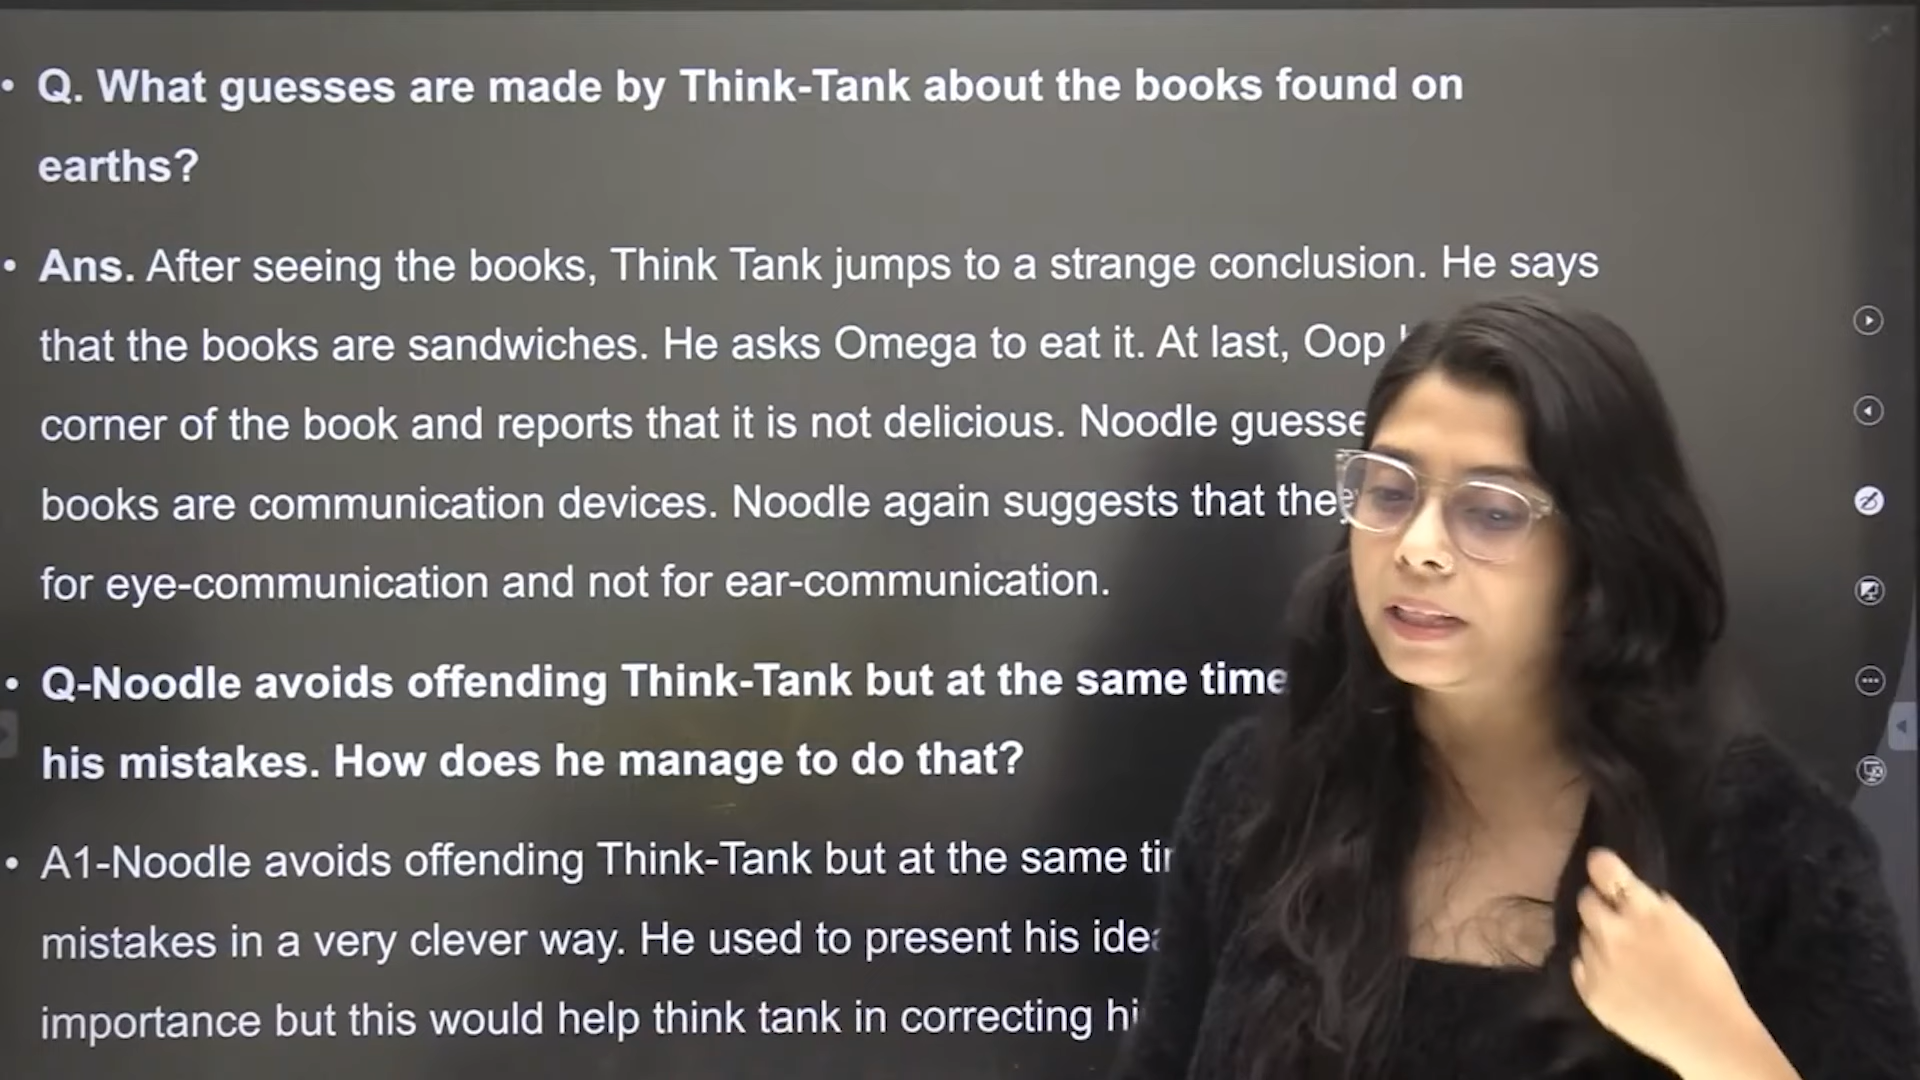 • Q. What guesses are made by Think-Tank about the books found on
earths?
• Ans. After seeing the books, Think Tank jumps to a strange conclusion. He says
that the books are sandwiches. He asks Omega to eat it. At last, Oop
corner of the book and reports that it is not delicious. Noodle
books are communication devices. Noodle again suggests that
for eye-communication and not for ear-communication.
• Q-Noodle avoids offending Think-Tank but at the same time
his mistakes. How does he manage to do that?
• A1-Noodle avoids offending Think-Tank but at the same
mistakes in a very clever way. He used to present his
importance but this would help think tank in correcting